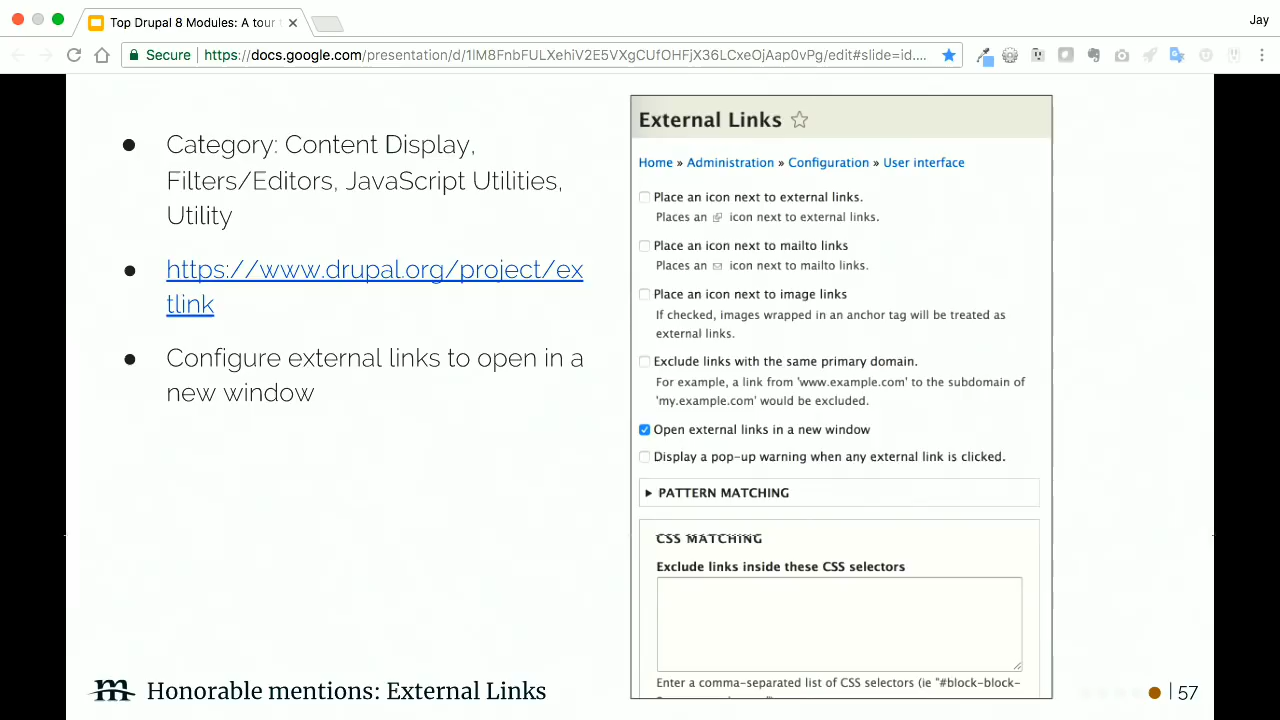 Top Drupal 8 Modules: A tour
Jay
Secure https://docs.google.com/presentation/d/1lM8FnbFULXehiV2E5VXgCUfOHFjX36LCxeOjAap0vPg/edit#slide=id....
Category: Content Display,
Filters/Editors, JavaScript Utilities,
Utility
https://www.drupal.org/project/ex
tlink
Configure external links to open in a
new window
External Links
Home » Administration » Configuration » User interface
Place an icon next to external links.
Places an icon next to external links.
Place an icon next to mailto links
Places an icon next to mailto links.
Place an icon next to image links
If checked, images wrapped in an anchor tag will be treated as
external links.
Exclude links with the same primary domain.
For example, a link from 'www.example.com' to the subdomain of
'my.example.com' would be excluded.
Open external links in a new window
Display a pop-up warning when any external link is clicked.
PATTERN MATCHING
CSS MATCHING
Exclude links inside these CSS selectors
Enter a comma-separated list of CSS selectors (ie "#block-block-
m Honorable mentions: External Links
57